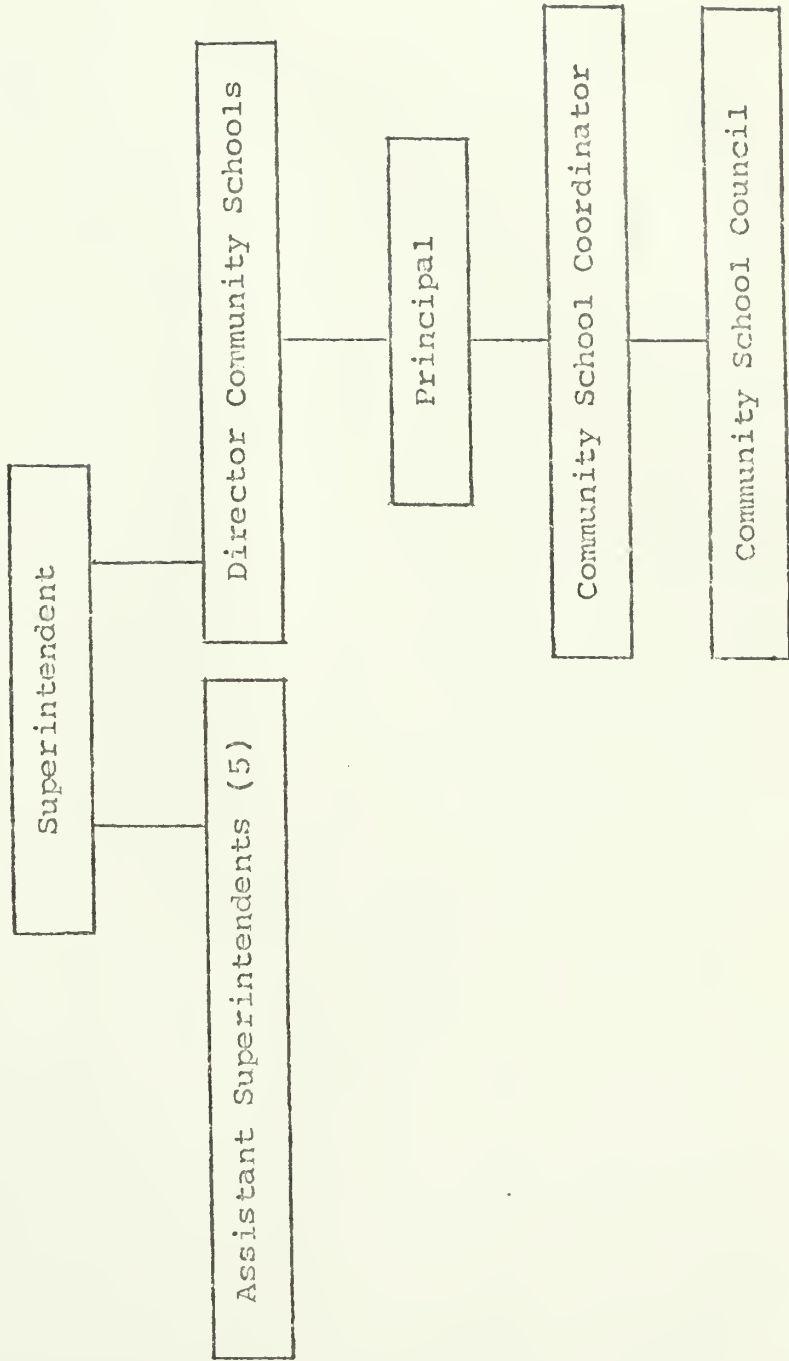 Superintendent
Assistant Superintendents (5)
Director Community Schools
Principal
Community School Coordinator
Community School Council